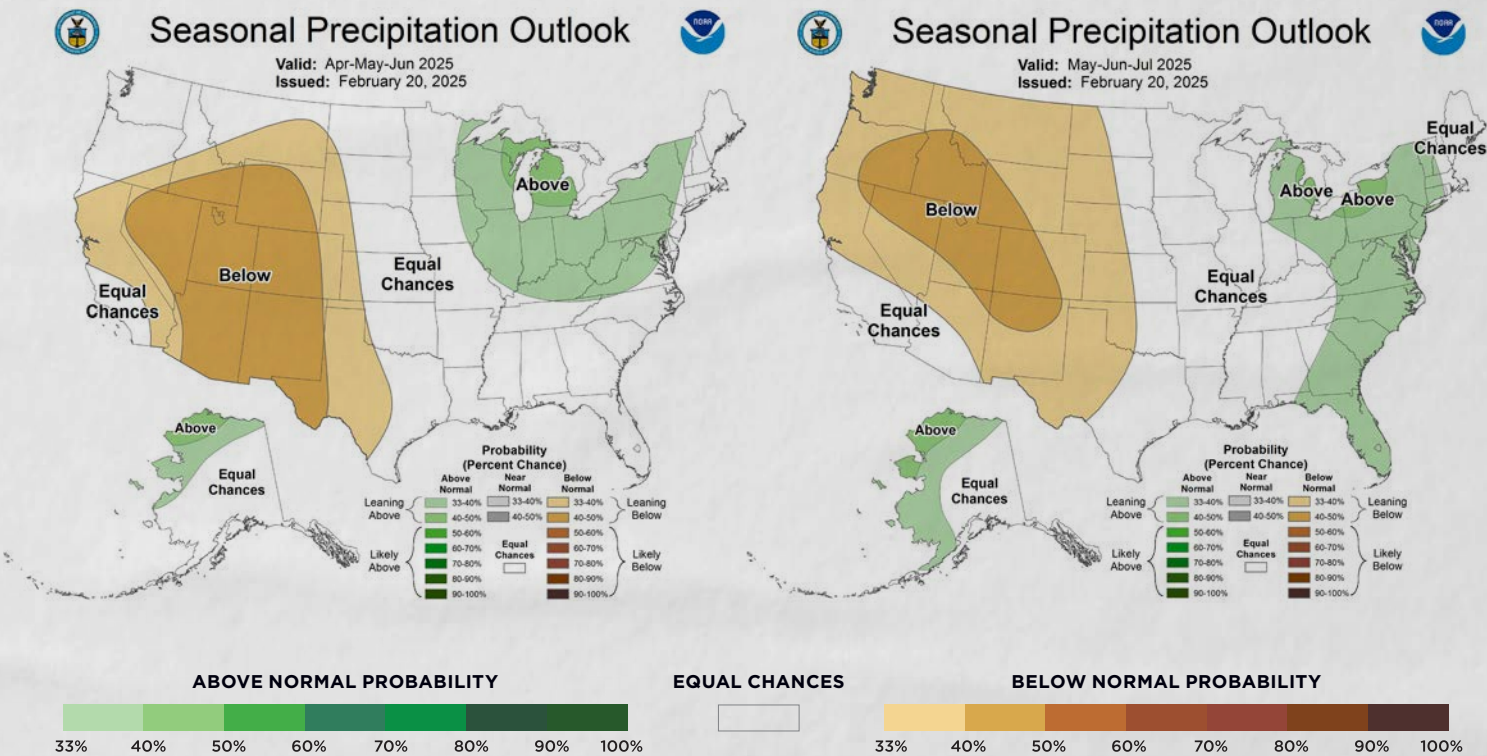 Seasonal Precipitation Outlook
NOAA
Valid: Apr-May-Jun 2025
Issued: February 20, 2025
Above
Below
Equal
Chances
Equal
Chances
Above
Equal
Chances
Probability
(Percent Chance)
Above
Normal
Near
Normal
Below
Normal
Leaning
Above
33-40%
33-40%
33-40%
Leaning
Below
40-50%
40-50%
40-50%
Likely
Above
50-60%
Equal
Chances
50-60%
Likely
Below
60-70%
60-70%
70-80%
70-80%
80-90%
80-90%
90-100%
90-100%
Seasonal Precipitation Outlook
NOAA
Valid: May-Jun-Jul 2025
Issued: February 20, 2025
Equal
Chances
Above
Above
Below
Equal
Chances
Equal
Chances
Above
Equal
Chances
Probability
(Percent Chance)
Above
Normal
Near
Normal
Below
Normal
Leaning
Above
33-40%
33-40%
33-40%
Leaning
Below
40-50%
40-50%
40-50%
Likely
Above
50-60%
Equal
Chances
50-60%
Likely
Below
60-70%
60-70%
70-80%
70-80%
80-90%
80-90%
90-100%
90-100%
ABOVE NORMAL PROBABILITY
33% 40% 50% 60% 70% 80% 90% 100%
EQUAL CHANCES
BELOW NORMAL PROBABILITY
33% 40% 50% 60% 70% 80% 90% 100%